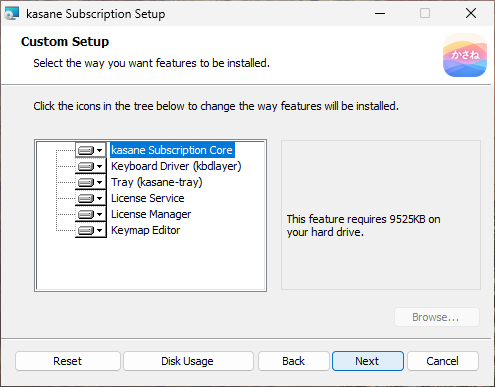 kasane Subscription Setup
Custom Setup
Select the way you want features to be installed.
かさね
Click the icons in the tree below to change the way features will be installed.
kasane Subscription Core
Keyboard Driver (kbdlayer)
Tray (kasane-tray)
License Service
License Manager
Keymap Editor
This feature requires 9525KB on
your hard drive.
Browse...
Reset
Disk Usage
Back
Next
Cancel